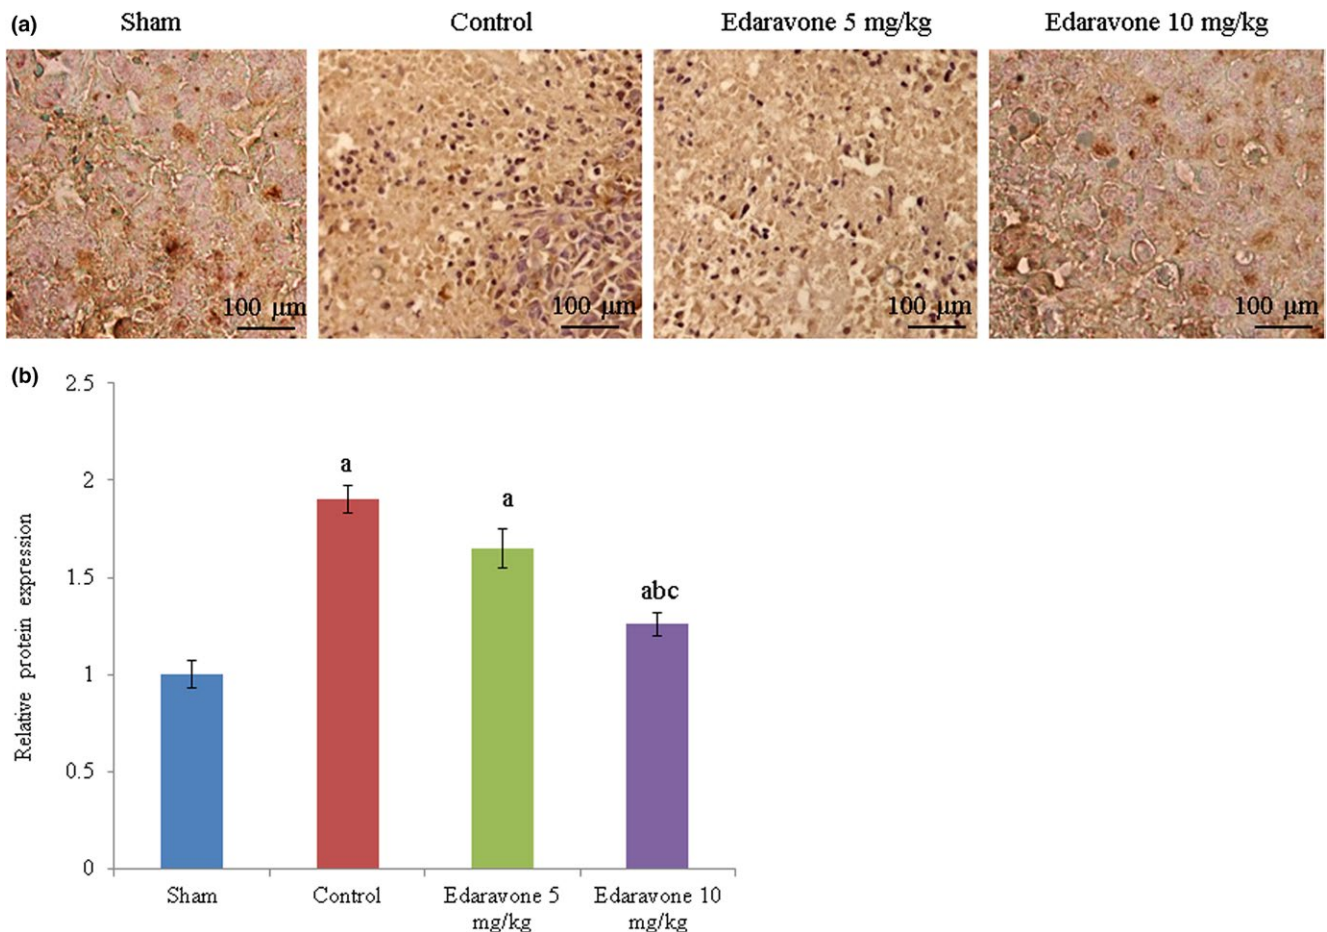 (a) Sham Control Edaravone 5 mg/kg Edaravone 10 mg/kg
100 µm 100 µm 100 µm 100 µm
(b)
2.5
2
1.5
1
0.5
0
Relative protein expression
a
a
abc
Sham Control Edaravone 5 Edaravone 10
mg/kg mg/kg